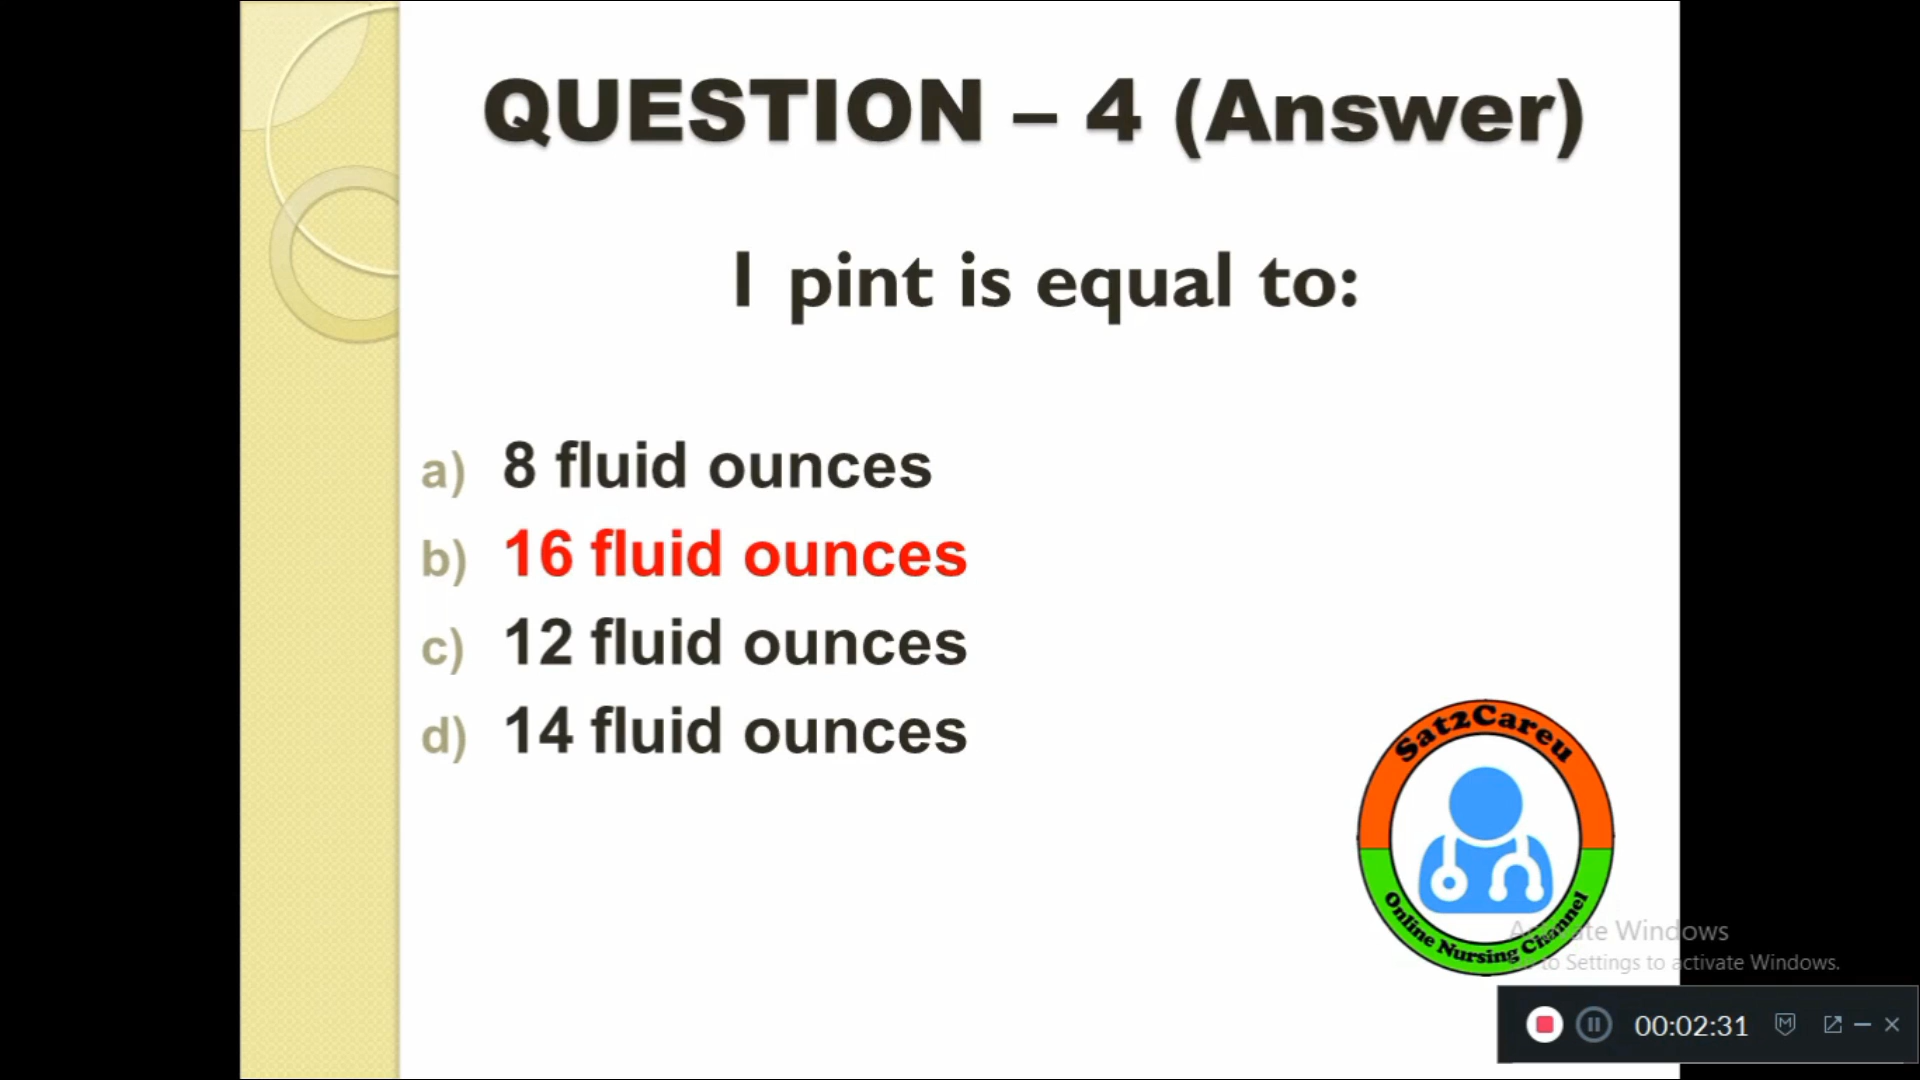 QUESTION – 4 (Answer)
1 pint is equal to:
a) 8 fluid ounces
b) 16 fluid ounces
c) 12 fluid ounces
d) 14 fluid ounces
Sat2Careu
Online Nursing Channel
Windows
to Settings to activate Windows.
00:02:31